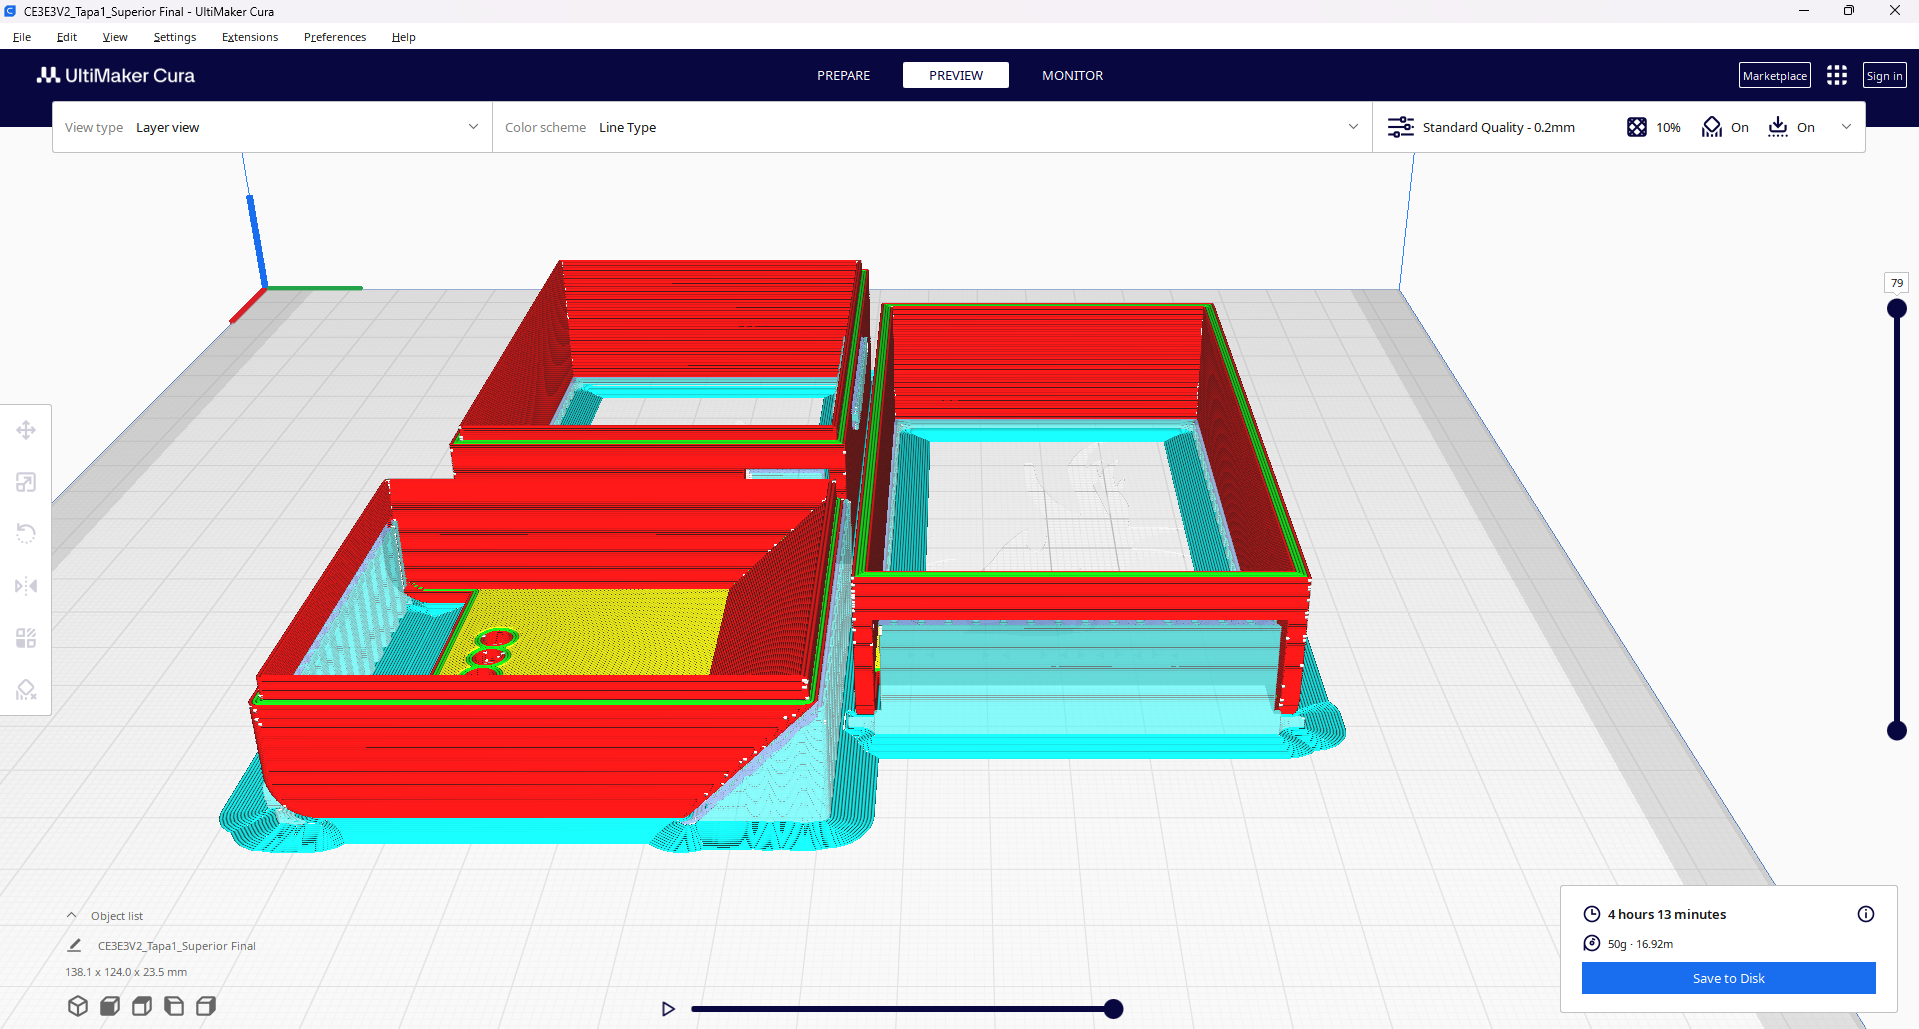 CE3E3V2_Tapa1_Superior Final - UltiMaker Cura
File Edit View Settings Extensions Preferences Help
UltiMaker Cura
PREPARE PREVIEW MONITOR
Marketplace
Sign in
View type Layer view
Color scheme Line Type
Standard Quality - 0.2mm 10% On On
79
Object list
CE3E3V2_Tapa1_Superior Final
138.1 x 124.0 x 23.5 mm
4 hours 13 minutes
50g · 16.92m
Save to Disk